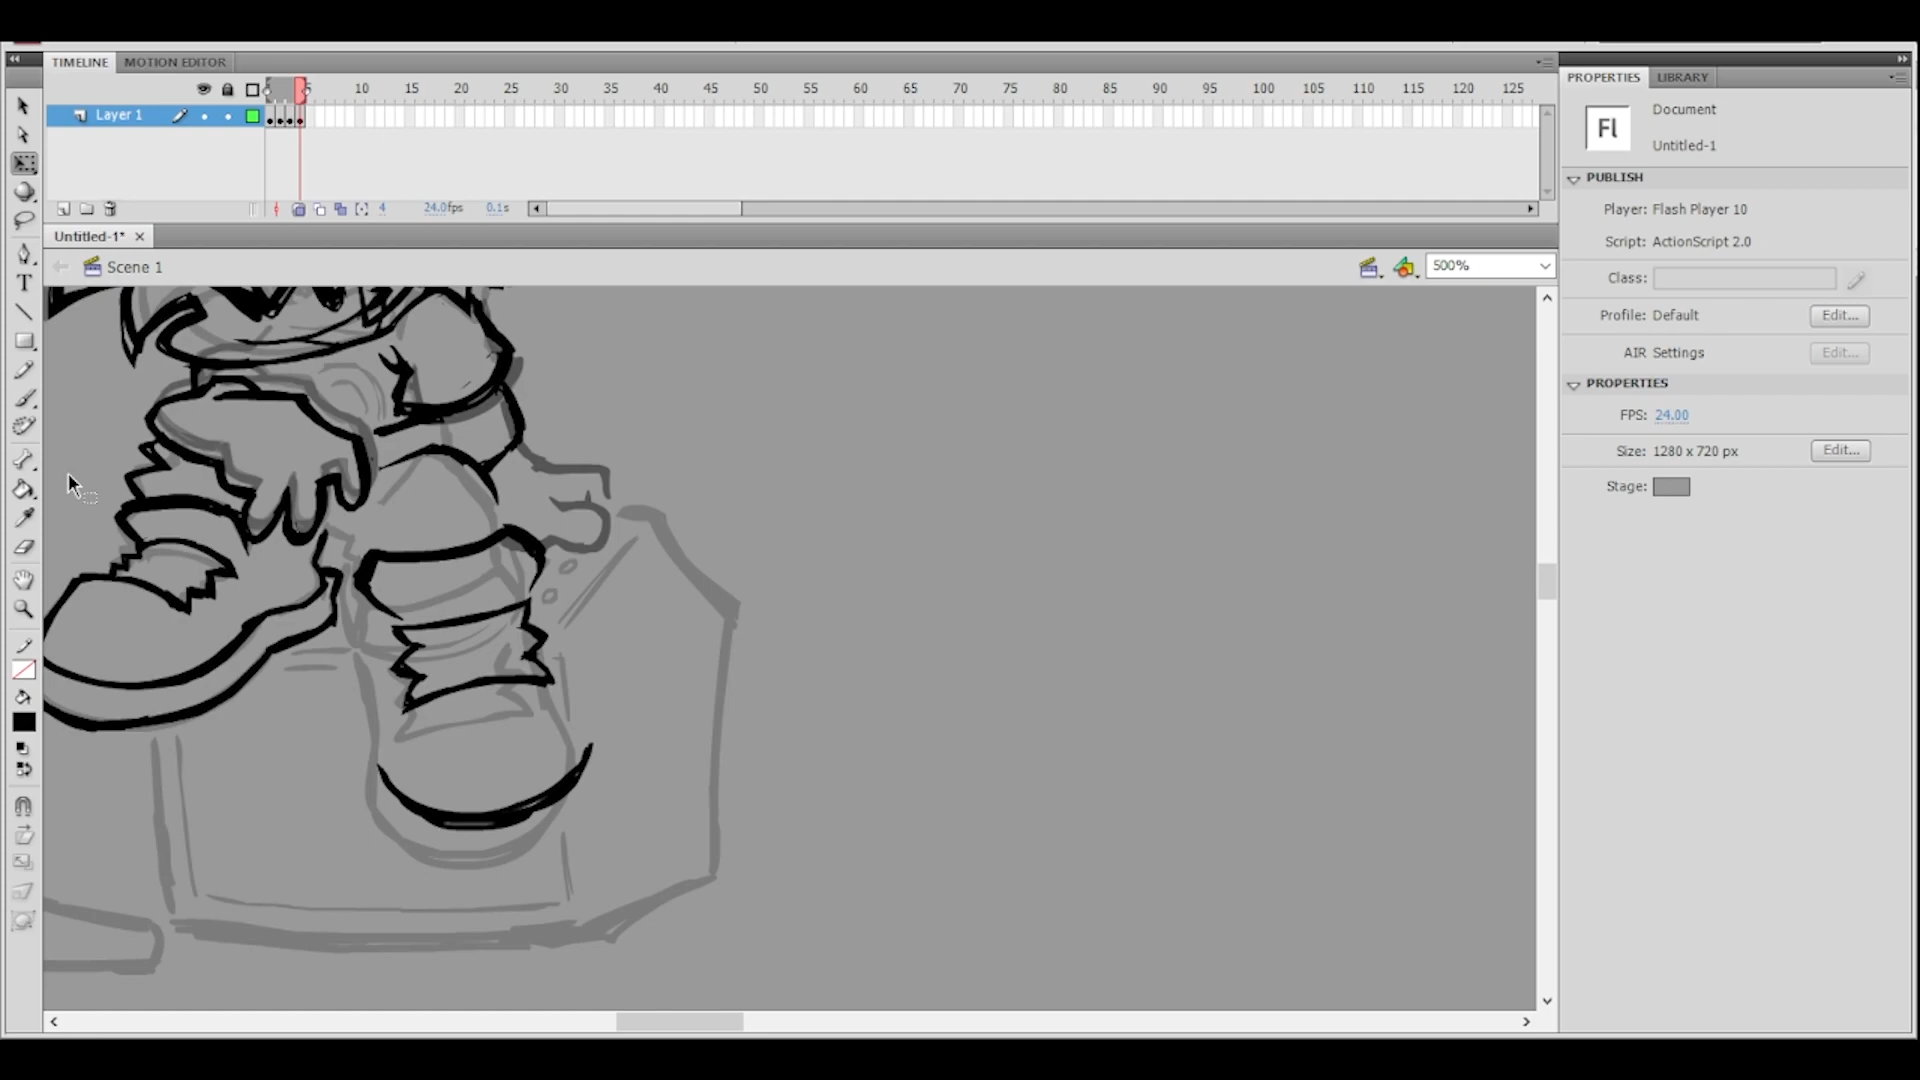 TIMELINE MOTION EDITOR
5 10 15 20 25 30 35 40 45 50 55 60 65 70 75 80 85 90 95 100 105 110 115 120 125
Layer 1
4 24.0fps 0.1s
Untitled-1*
Scene 1
500%
T
PROPERTIES LIBRARY
Fl
Document
Untitled-1
PUBLISH
Player: Flash Player 10
Script: ActionScript 2.0
Class:
Profile: Default Edit...
AIR Settings Edit...
PROPERTIES
FPS: 24.00
Size: 1280 x 720 px Edit...
Stage: